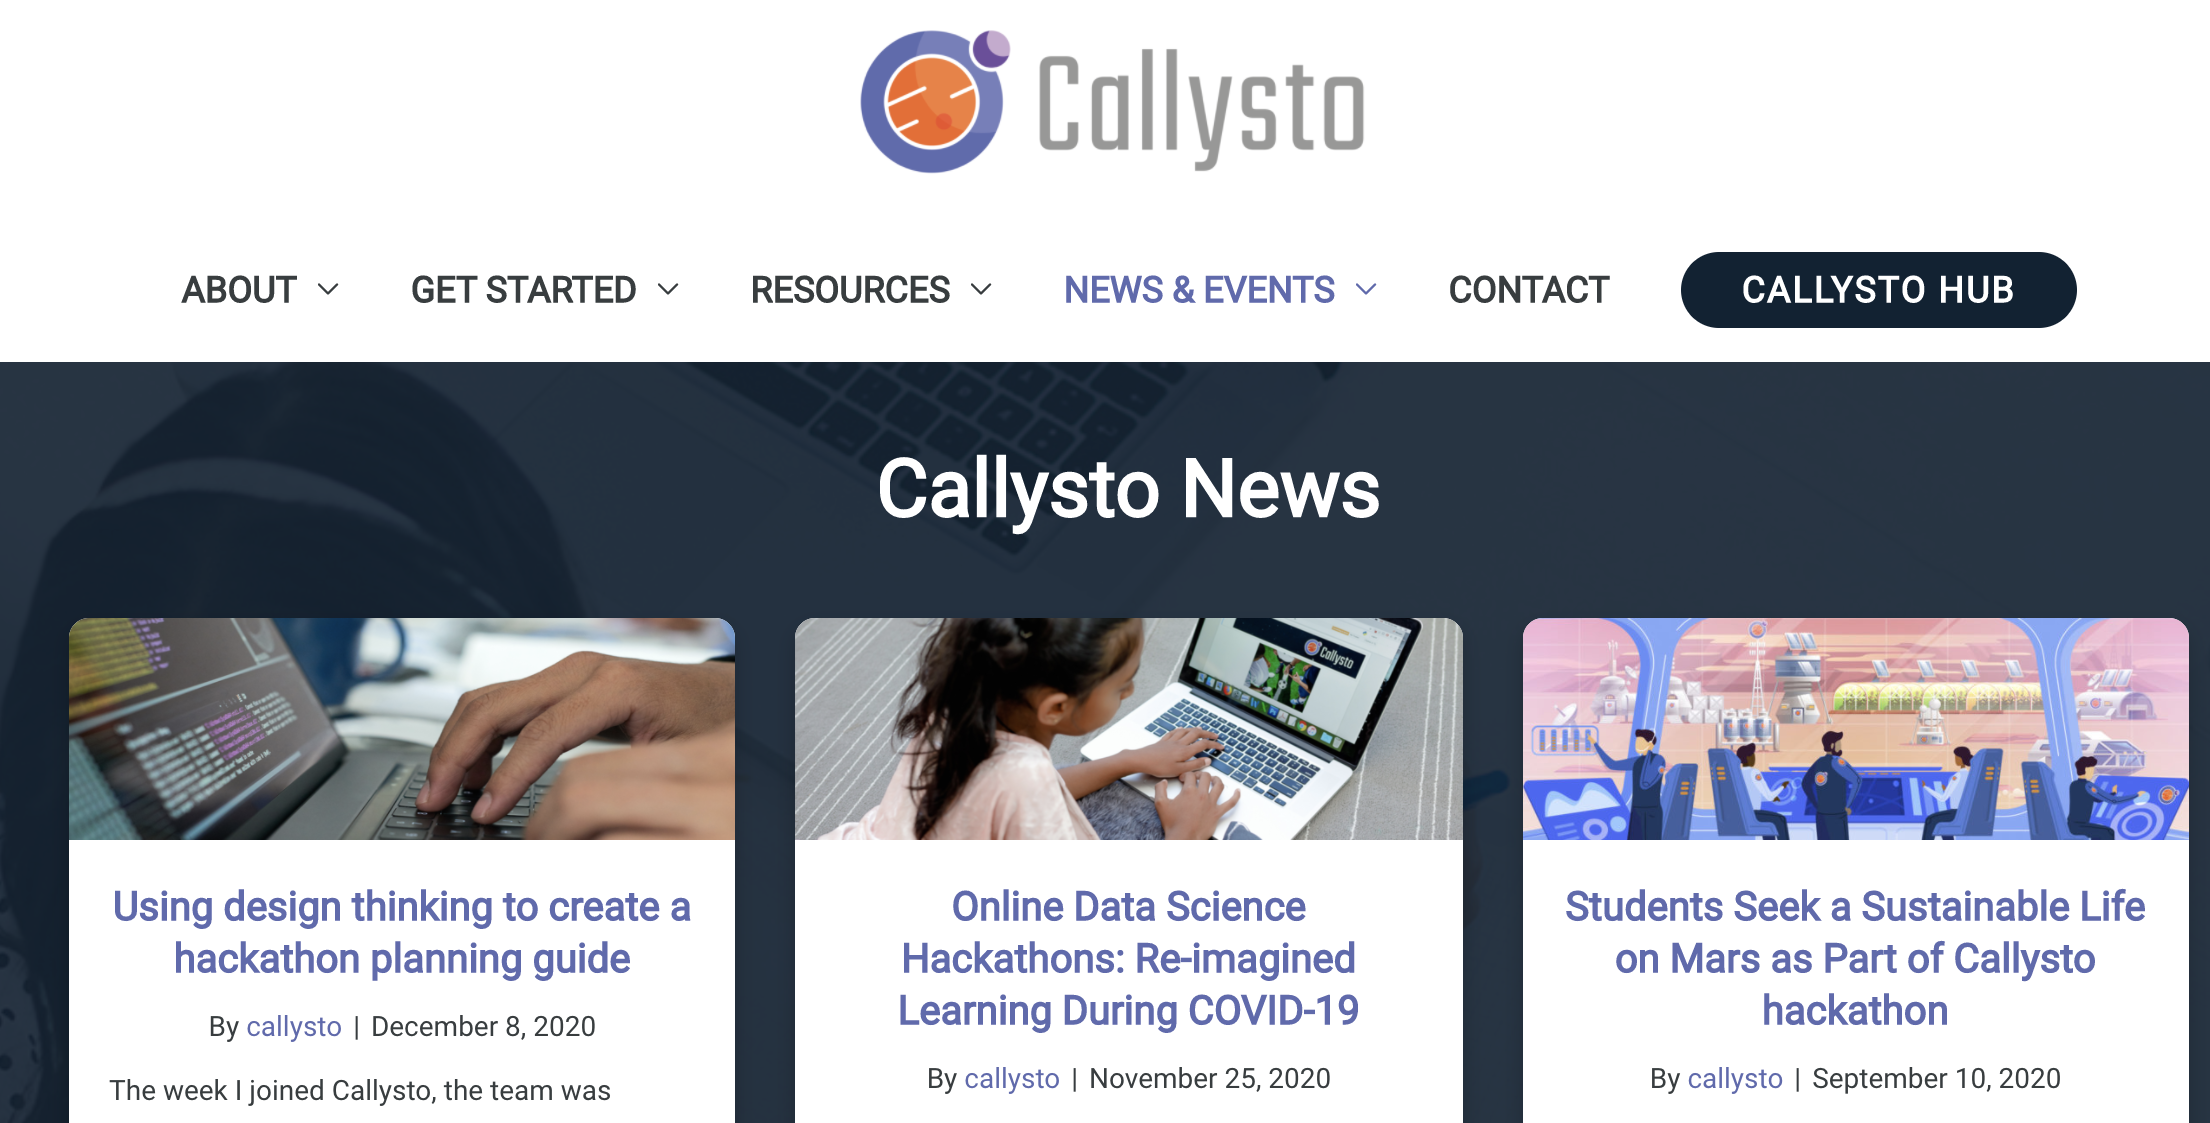 Callysto
ABOUT
GET STARTED
RESOURCES
NEWS & EVENTS
CONTACT
CALLYSTO HUB
Callysto News
Callysto
Using design thinking to create a
hackathon planning guide
By callysto | December 8, 2020
The week I joined Callysto, the team was
Online Data Science
Hackathons: Re-imagined
Learning During COVID-19
By callysto | November 25, 2020
Students Seek a Sustainable Life
on Mars as Part of Callysto
hackathon
By callysto | September 10, 2020